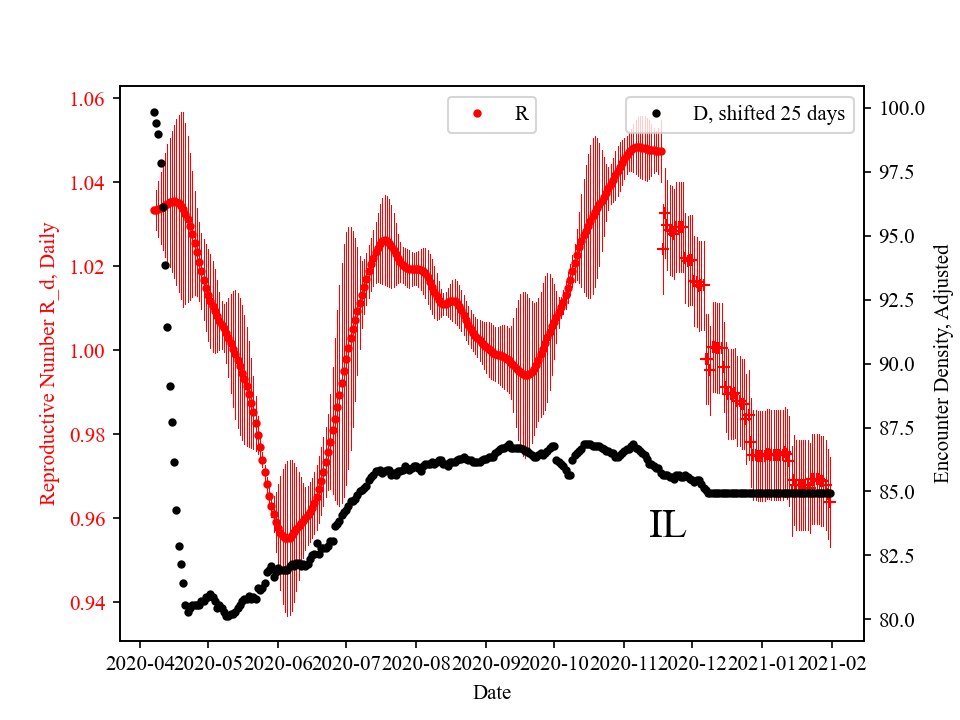 R
D, shifted 25 days
1.06
1.04
1.02
1.00
0.98
0.96
0.94
Reproductive Number R_d, Daily
100.0
97.5
95.0
92.5
90.0
87.5
85.0
82.5
80.0
Encounter Density, Adjusted
IL
2020-04 2020-05 2020-06 2020-07 2020-08 2020-09 2020-10 2020-11 2020-12 2021-01 2021-02
Date